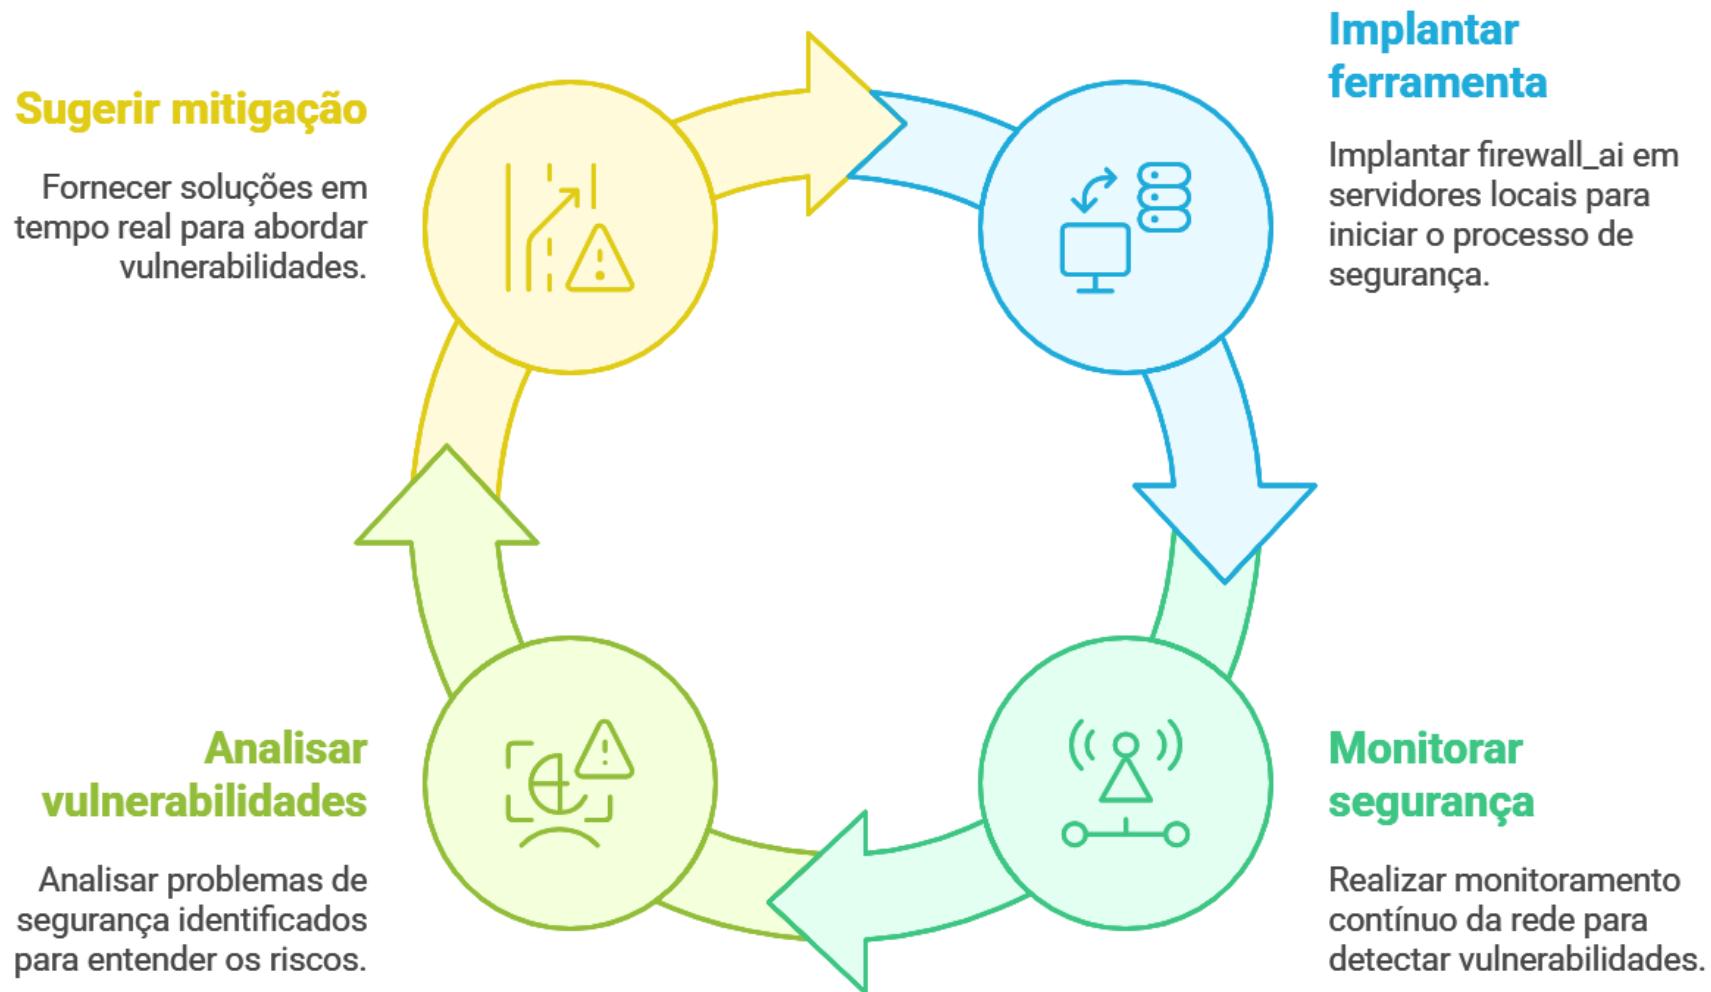 Implantar
ferramenta
Implantar firewall_ai em
servidores locais para
iniciar o processo de
segurança.
Monitorar
segurança
Realizar monitoramento
contínuo da rede para
detectar vulnerabilidades.
Analisar
vulnerabilidades
Analisar problemas de
segurança identificados
para entender os riscos.
Sugerir mitigação
Fornecer soluções em
tempo real para abordar
vulnerabilidades.